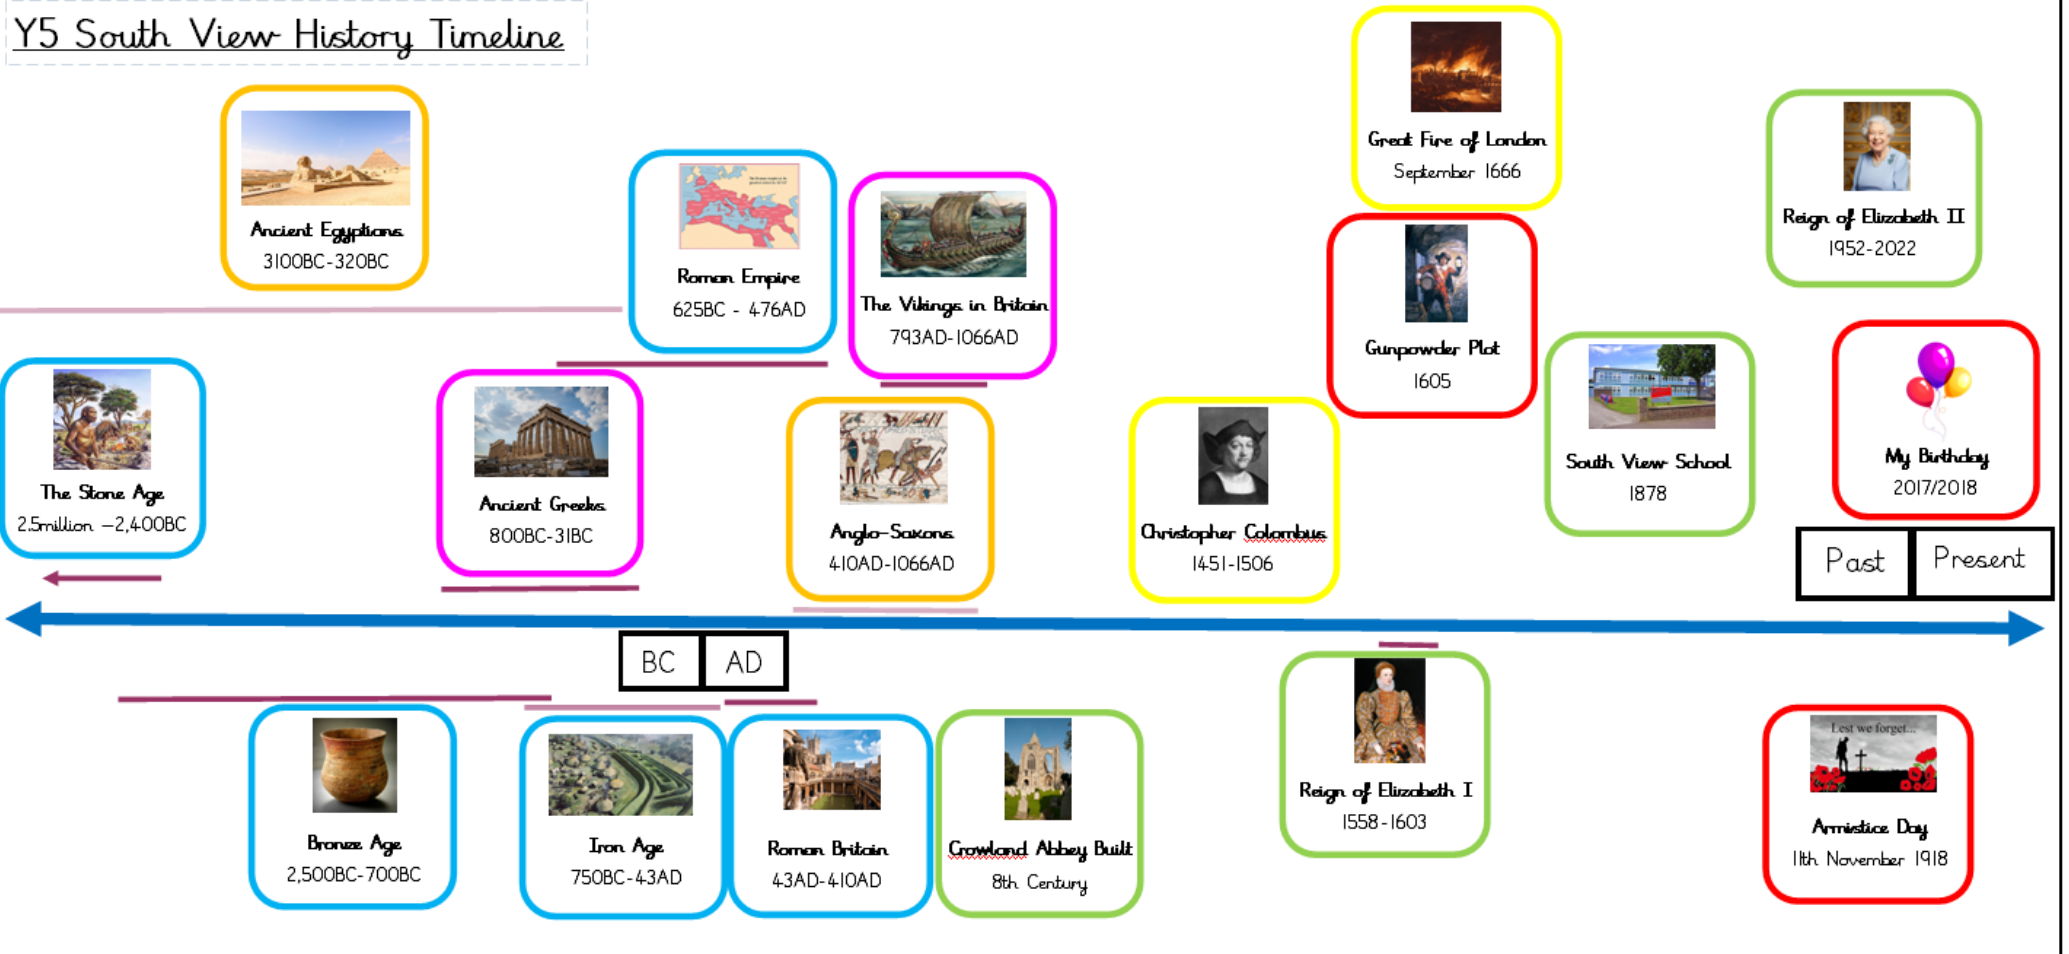 Y5 South View History Timeline
Ancient Egyptians
3100BC-320BC
Roman Empire
625BC - 476AD
The Vikings in Britain
793AD-1066AD
Great Fire of London
September 1666
Reign of Elizabeth II
1952-2022
Gunpowder Plot
1605
The Stone Age
2.5million –2,400BC
Ancient Greeks
800BC-31BC
Anglo-Saxons
410AD-1066AD
Christopher Colombus
1451-1506
South View School
1878
My Birthday
2017/2018
Past
Present
BC
AD
Bronze Age
2,500BC-700BC
Iron Age
750BC-43AD
Roman Britain
43AD-410AD
Crowland Abbey Built
8th Century
Reign of Elizabeth I
1558-1603
Lest we forget...
Armistice Day
11th November 1918